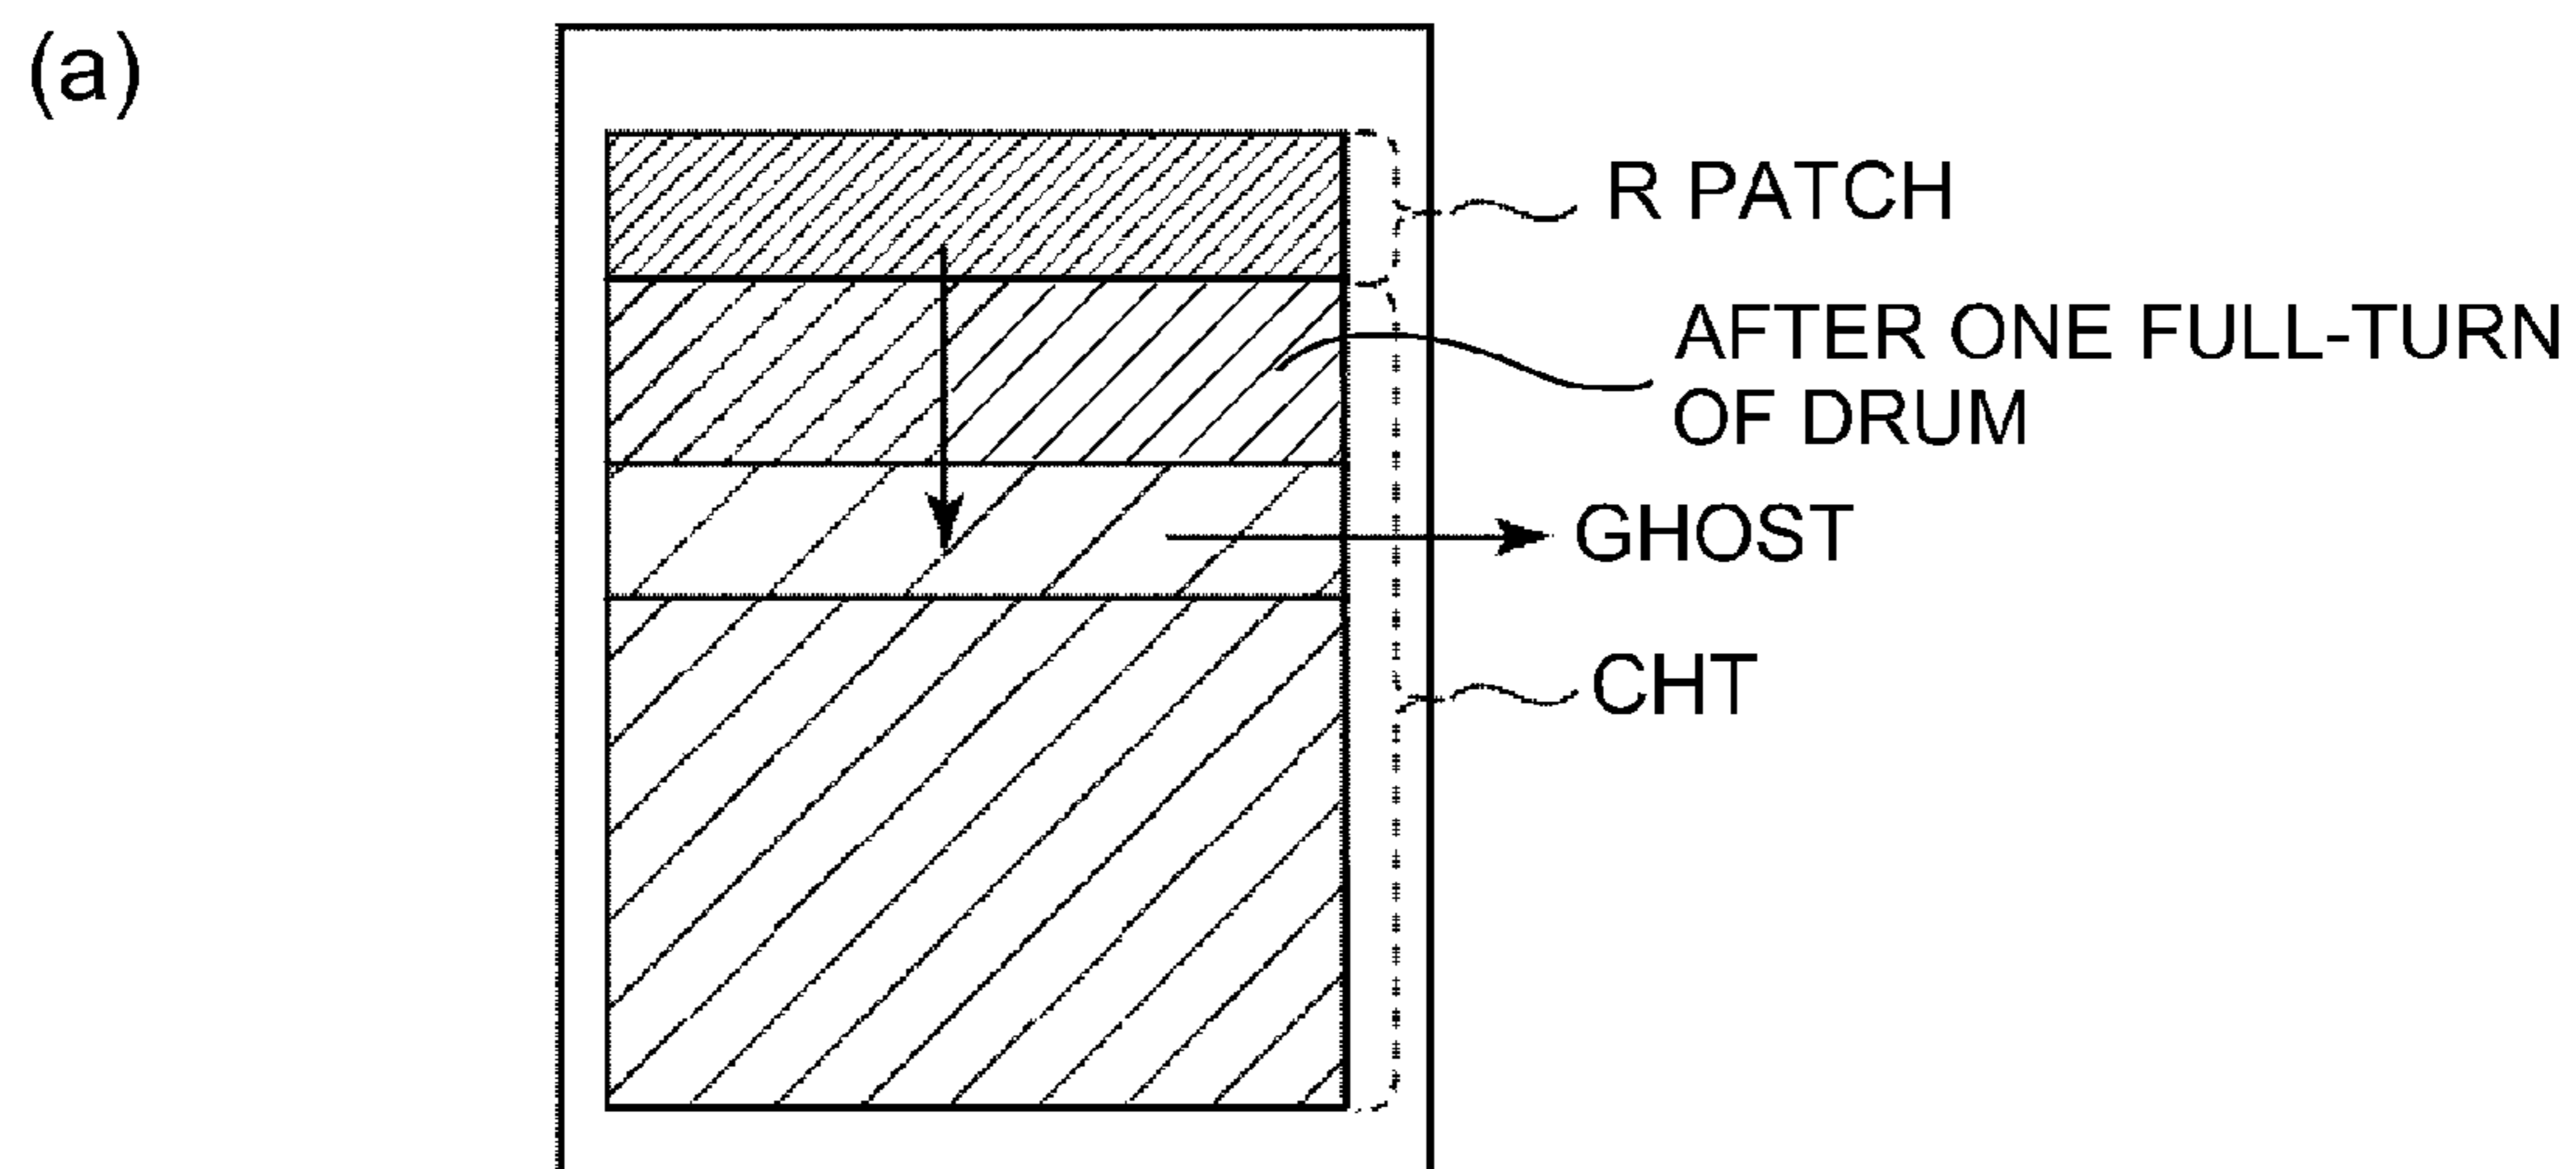 (a)
R PATCH
AFTER ONE FULL-TURN
OF DRUM
GHOST
CHT